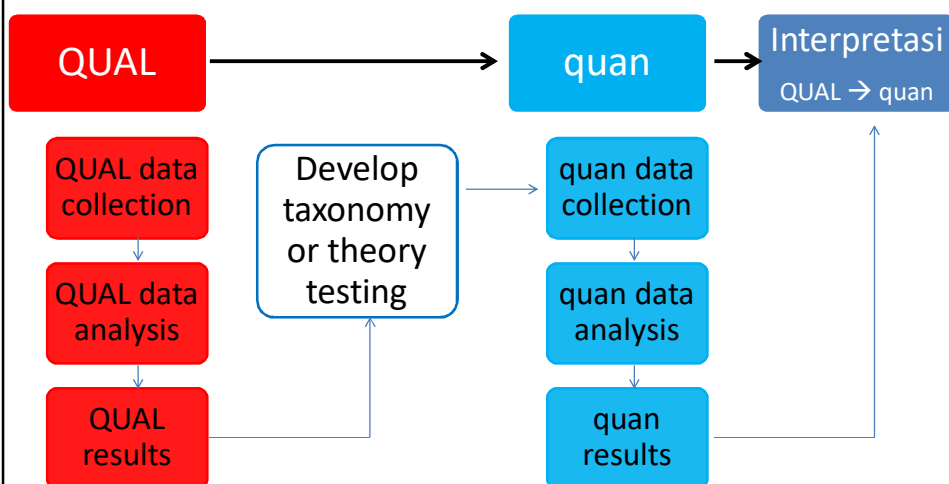 QUAL
quan
Interpretasi
QUAL → quan
QUAL data
collection
QUAL data
analysis
QUAL
results
Develop
taxonomy
or theory
testing
quan data
collection
quan data
analysis
quan
results